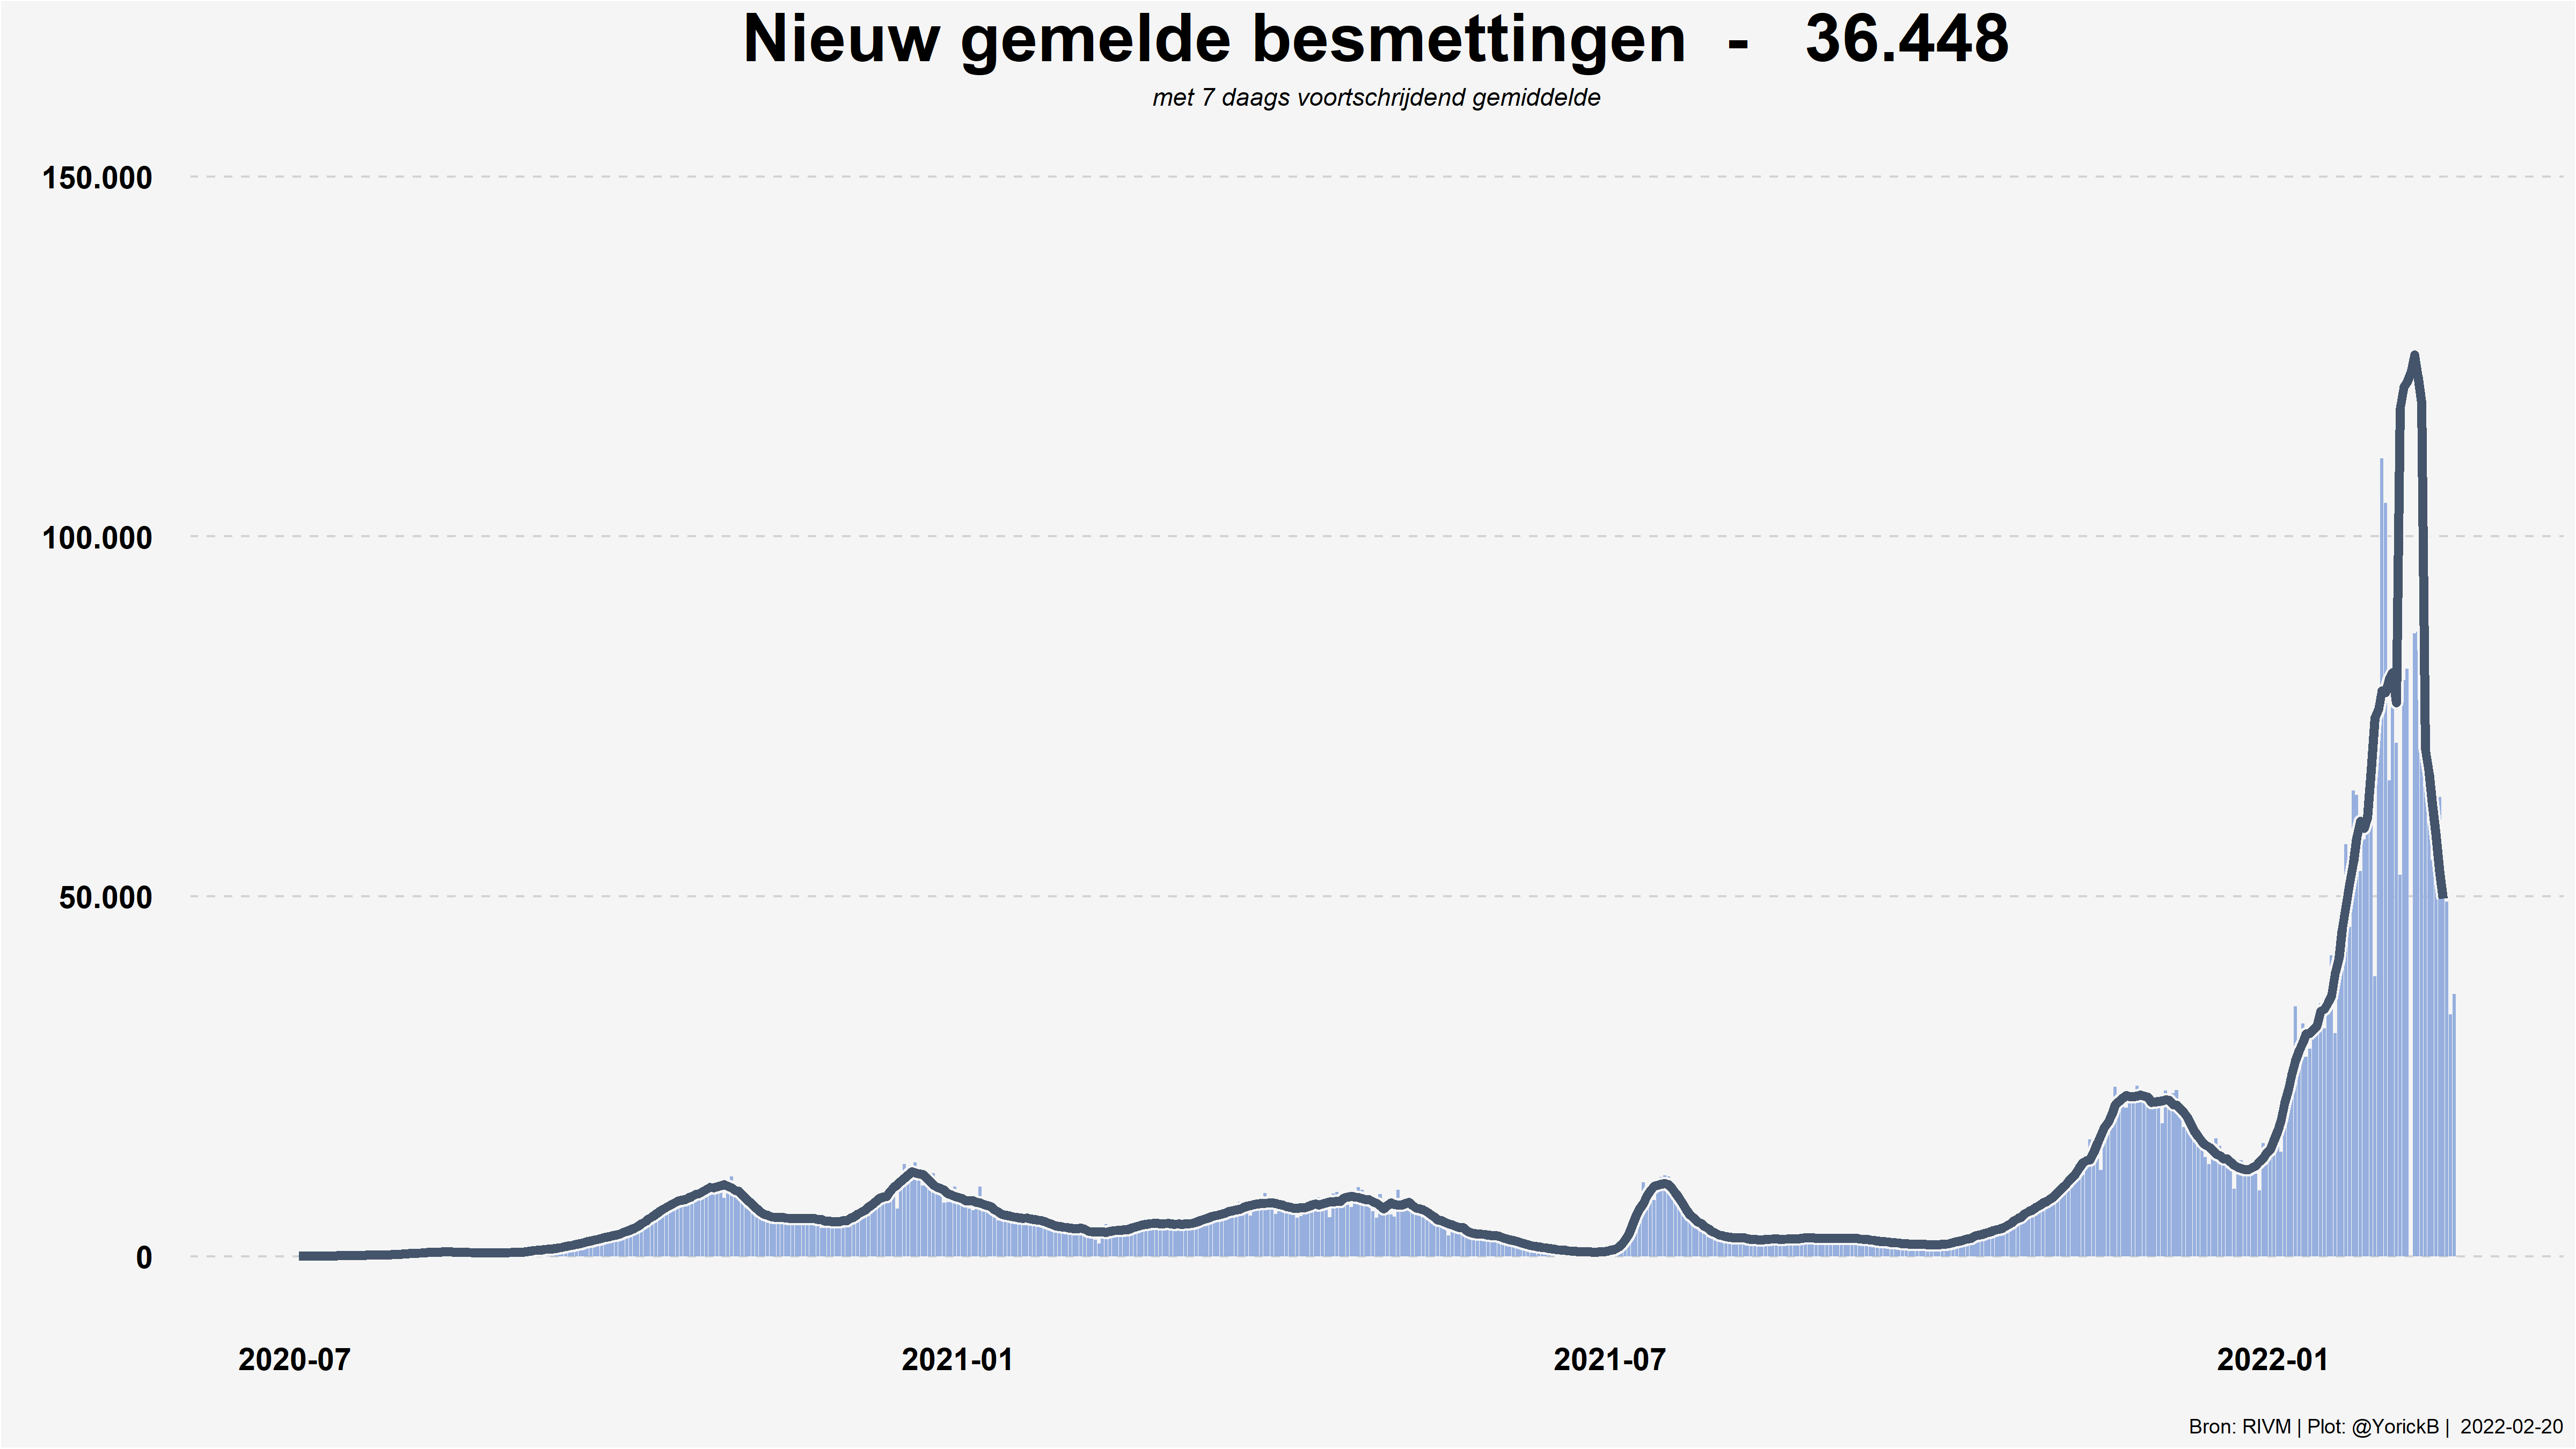 Nieuw gemelde besmettingen - 36.448
met 7 daags voortschrijdend gemiddelde
150.000
100.000
50.000
0
2020-07 2021-01 2021-07 2022-01
Bron: RIVM | Plot: @YorickB | 2022-02-20